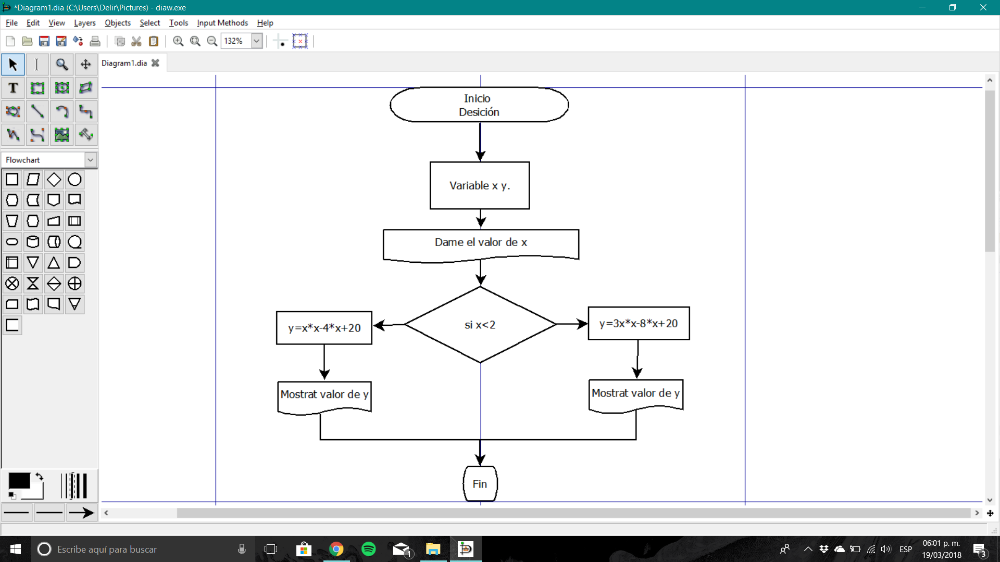 *Diagram1.dia (C:\Users\Delir\Pictures) - diaw.exe
File Edit View Layers Objects Select Tools Input Methods Help
132%
Diagram1.dia
Flowchart
Inicio
Desición
Variable x y.
Dame el valor de x
si x<2
y=x*x-4*x+20
y=3x*x-8*x+20
Mostrat valor de y
Mostrat valor de y
Fin
Escribe aquí para buscar
1
ESP
06:01 p. m.
19/03/2018
3